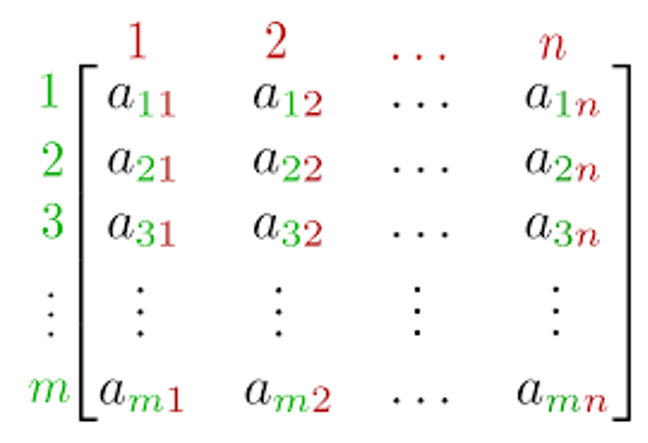 1 2 … n
1 a₁₁ a₁₂ … a₁ₙ
2 a₂₁ a₂₂ … a₂ₙ
3 a₃₁ a₃₂ … a₃ₙ
⋮ ⋮ ⋮ ⋮ ⋮
m aₘ₁ aₘ₂ … aₘₙ